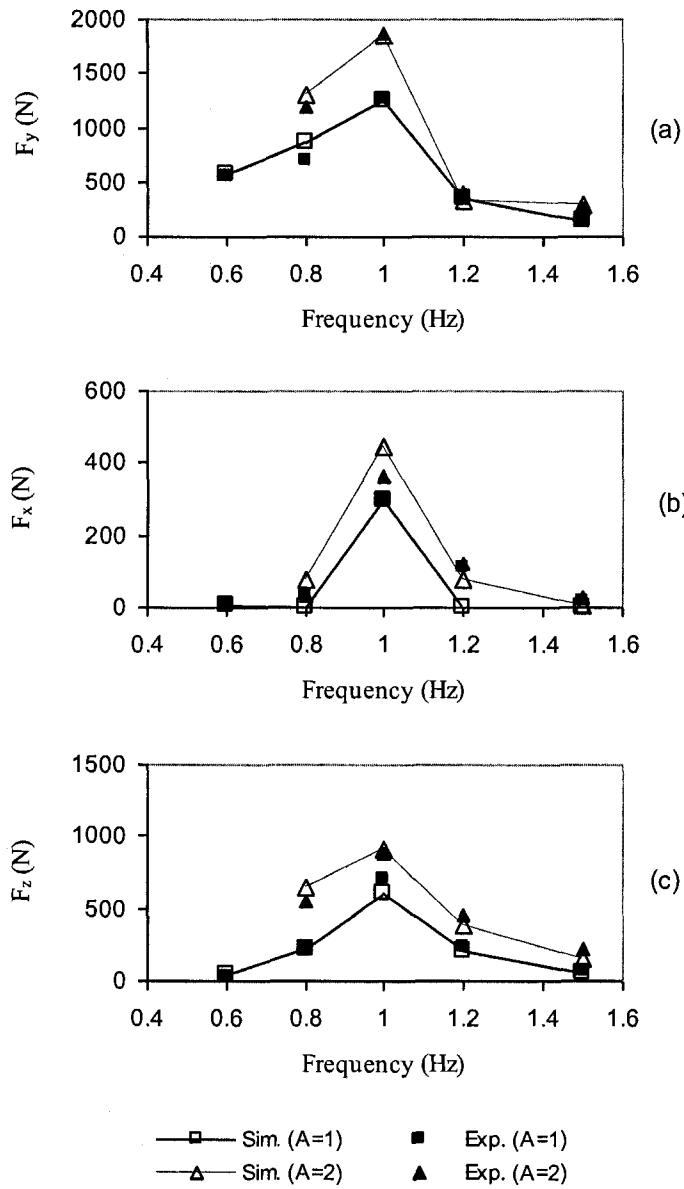 2000
1500
1000
500
0
F_y (N)
(a)
0.4 0.6 0.8 1 1.2 1.4 1.6
Frequency (Hz)
600
400
200
0
F_x (N)
(b)
0.4 0.6 0.8 1 1.2 1.4 1.6
Frequency (Hz)
1500
1000
500
0
F_z (N)
(c)
0.4 0.6 0.8 1 1.2 1.4 1.6
Frequency (Hz)
Sim. (A=1) Exp. (A=1)
Sim. (A=2) Exp. (A=2)